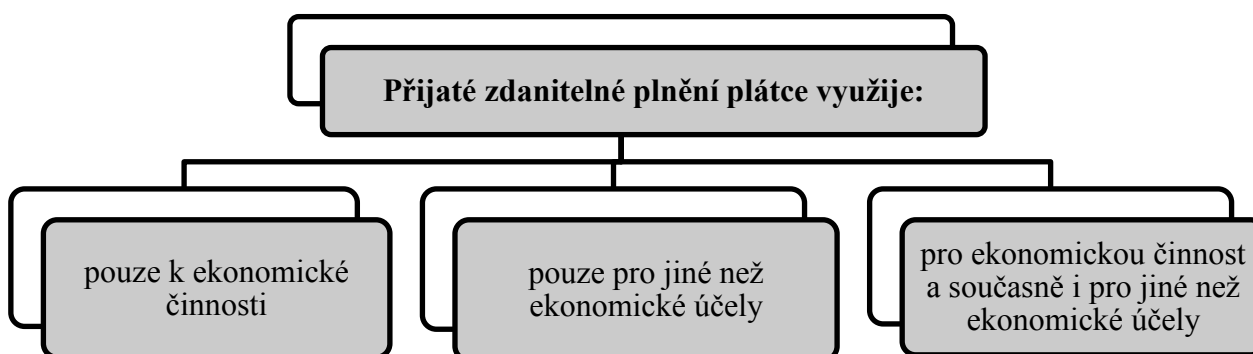 Přijaté zdanitelné plnění plátce využije:
pouze k ekonomické
činnosti
pouze pro jiné než
ekonomické účely
pro ekonomickou činnost
a současně i pro jiné než
ekonomické účely